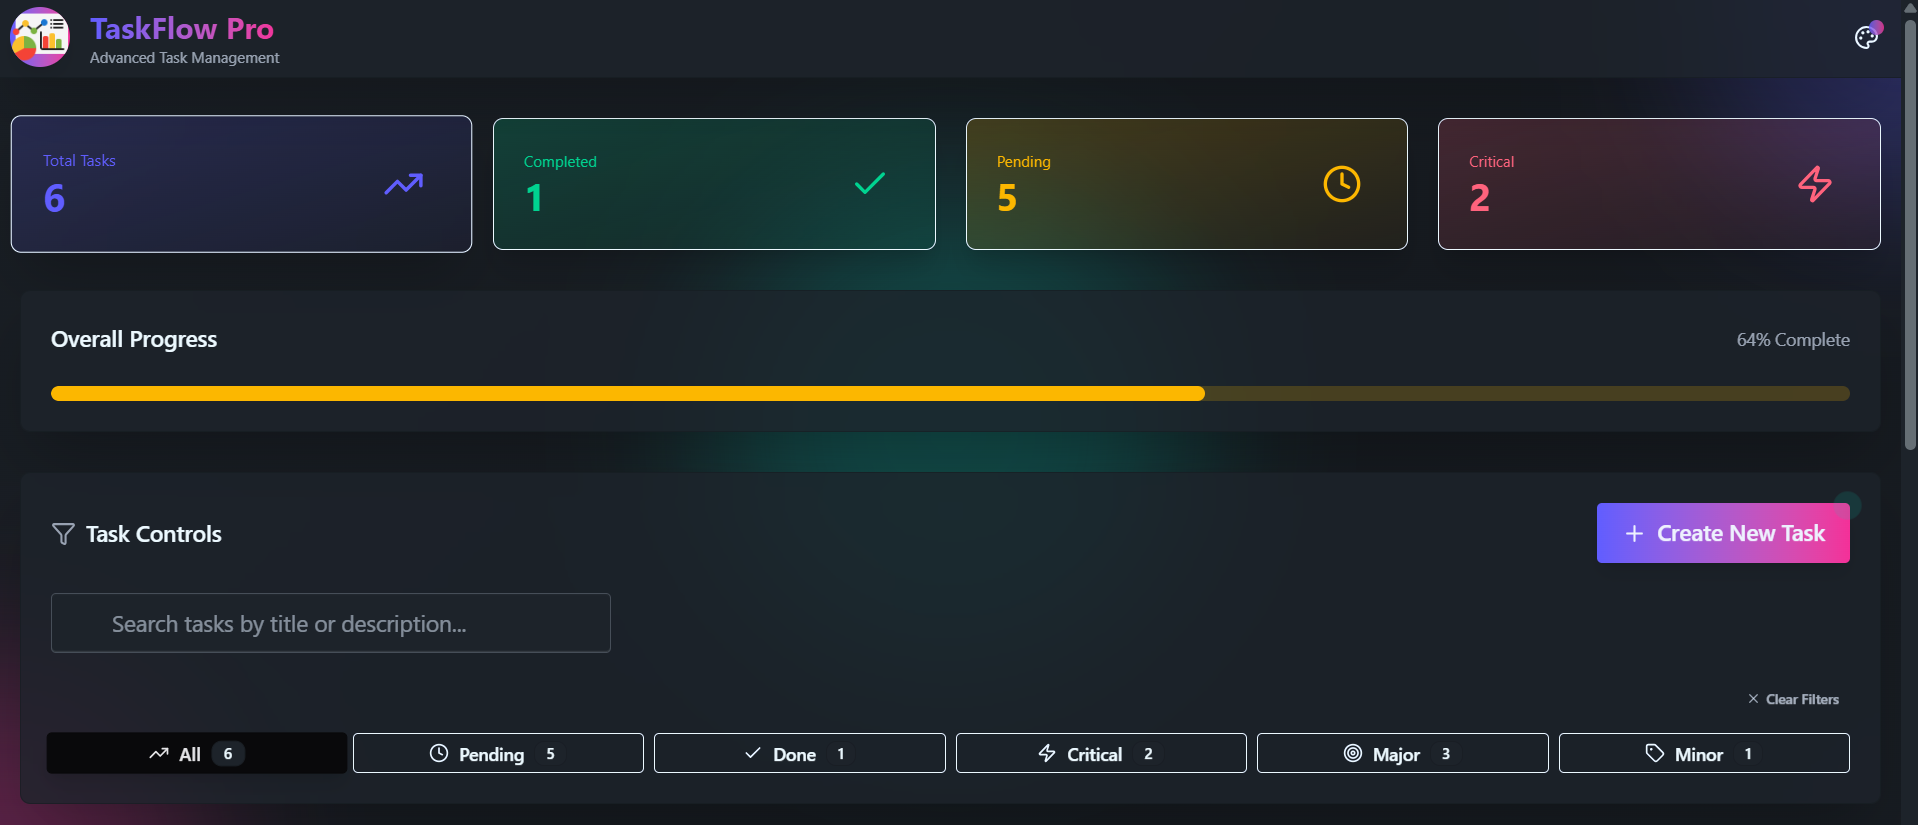 TaskFlow Pro
Advanced Task Management
Total Tasks
6
Completed
1
Pending
5
Critical
2
Overall Progress
64% Complete
Task Controls
Create New Task
Search tasks by title or description...
Clear Filters
All 6
Pending 5
Done 1
Critical 2
Major 3
Minor 1